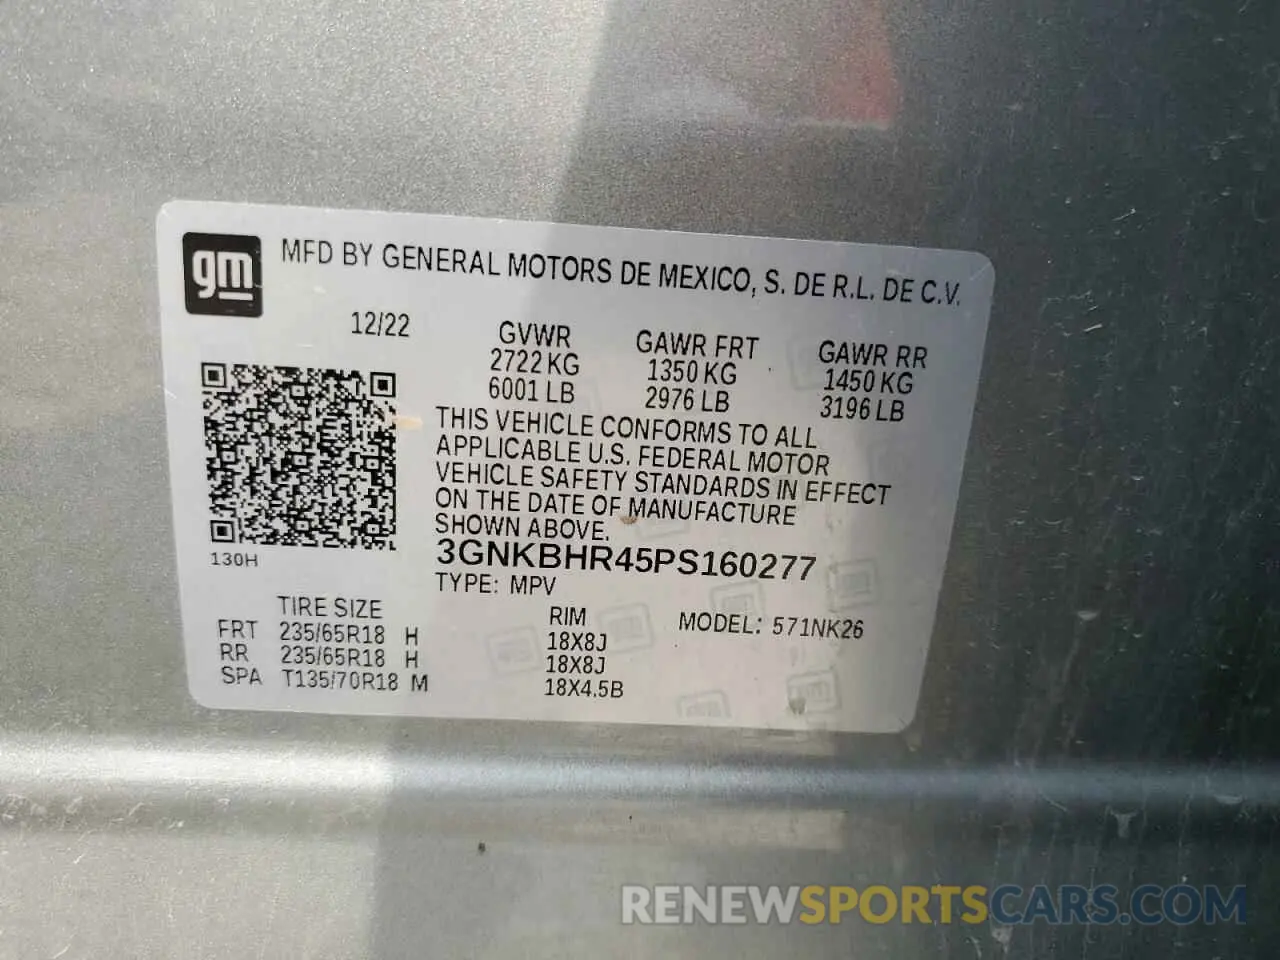 gm
MFD BY GENERAL MOTORS DE MEXICO, S. DE R.L. DE C.V.
12/22
GVWR GAWR FRT GAWR RR
2722 KG 1350 KG 1450 KG
6001 LB 2976 LB 3196 LB
THIS VEHICLE CONFORMS TO ALL
APPLICABLE U.S. FEDERAL MOTOR
VEHICLE SAFETY STANDARDS IN EFFECT
ON THE DATE OF MANUFACTURE
SHOWN ABOVE.
130H
3GNKBHR45PS160277
TYPE: MPV
TIRE SIZE RIM MODEL: 571NK26
FRT 235/65R18 H 18X8J
RR 235/65R18 H 18X8J
SPA T135/70R18 M 18X4.5B
RENEWSPORTSCARS.COM